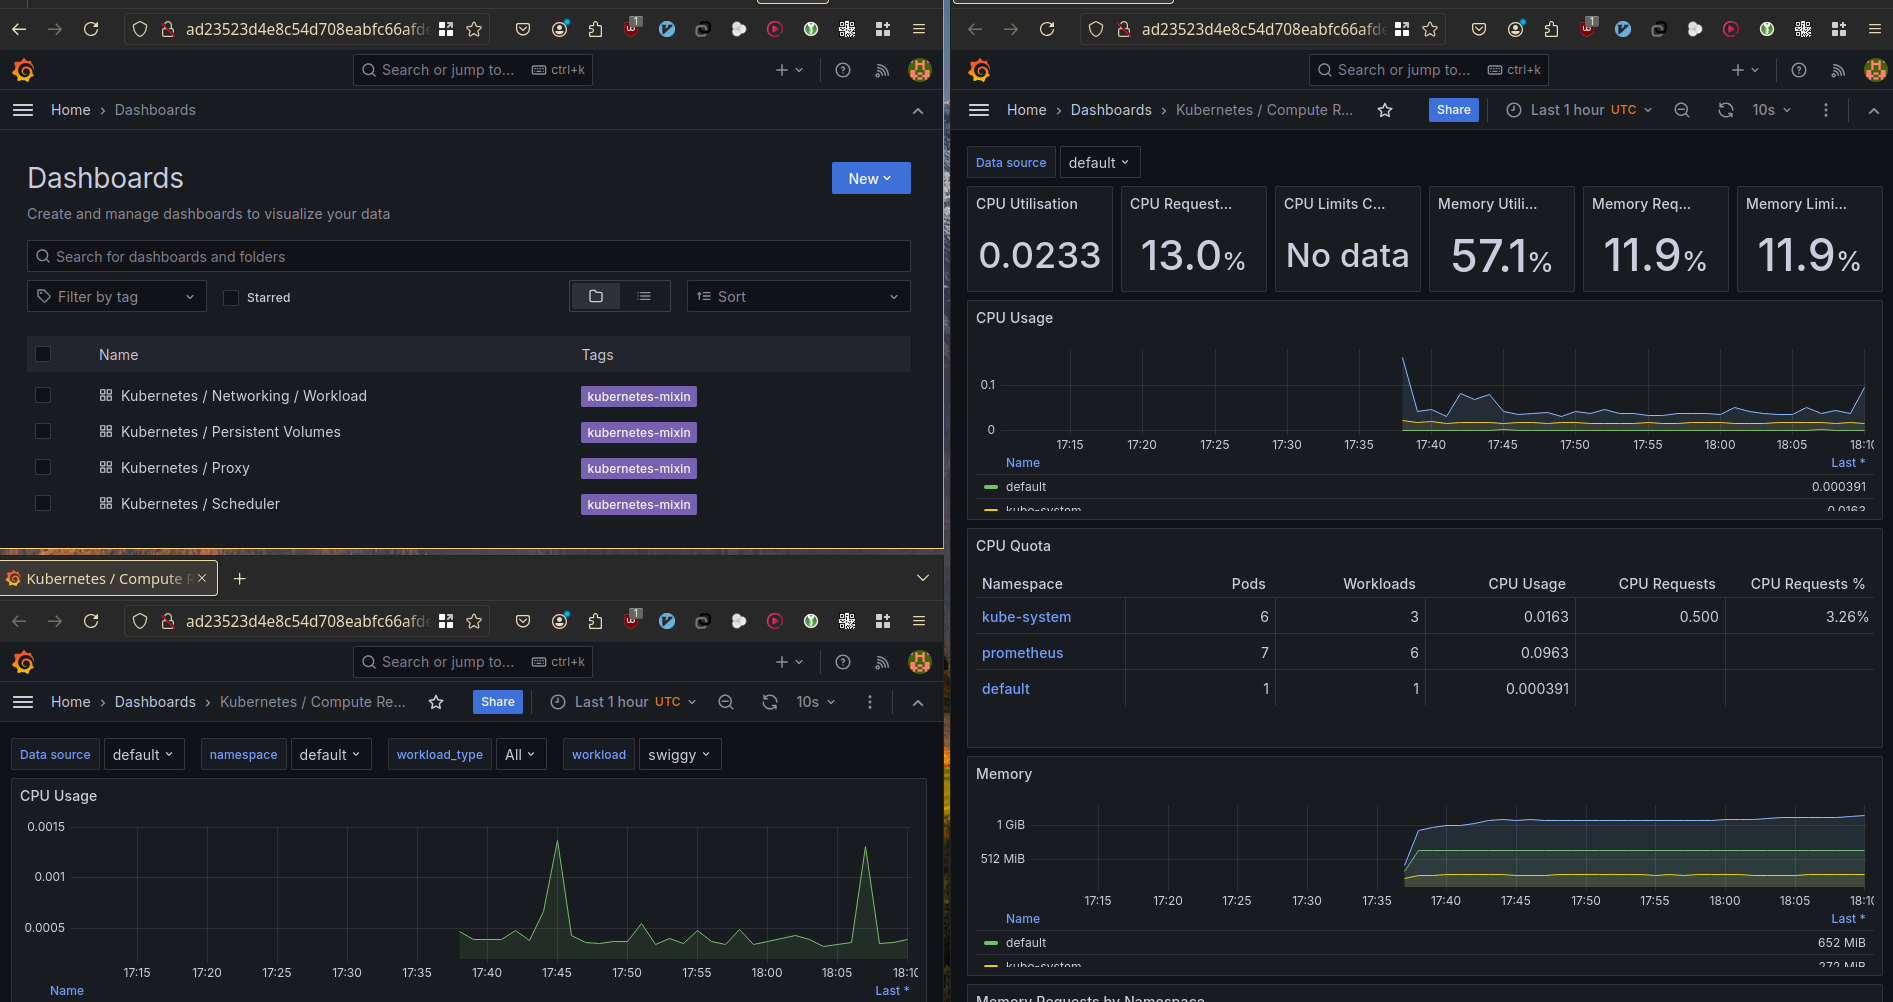 ad23523d4e8c54d708eabfc66afde
1
Search or jump to... ctrl+k
Home › Dashboards
Dashboards
New
Create and manage dashboards to visualize your data
Search for dashboards and folders
Filter by tag
Starred
Sort
Name Tags
Kubernetes / Networking / Workload kubernetes-mixin
Kubernetes / Persistent Volumes kubernetes-mixin
Kubernetes / Proxy kubernetes-mixin
Kubernetes / Scheduler kubernetes-mixin
Kubernetes / Compute R
ad23523d4e8c54d708eabfc66afde
1
Search or jump to... ctrl+k
Home › Dashboards › Kubernetes / Compute Re... Share Last 1 hour UTC 10s
Data source default namespace default workload_type All workload swiggy
CPU Usage
0.0015
0.001
0.0005
17:15 17:20 17:25 17:30 17:35 17:40 17:45 17:50 17:55 18:00 18:05 18:10
Name Last *
ad23523d4e8c54d708eabfc66afde
1
Search or jump to... ctrl+k
Home › Dashboards › Kubernetes / Compute R... Share Last 1 hour UTC 10s
Data source default
CPU Utilisation
0.0233
CPU Request...
13.0%
CPU Limits C...
No data
Memory Utili...
57.1%
Memory Req...
11.9%
Memory Limi...
11.9%
CPU Usage
0.1
0
17:15 17:20 17:25 17:30 17:35 17:40 17:45 17:50 17:55 18:00 18:05 18:10
Name Last *
default 0.000391
kube-system 0.0163
CPU Quota
Namespace Pods Workloads CPU Usage CPU Requests CPU Requests %
kube-system 6 3 0.0163 0.500 3.26%
prometheus 7 6 0.0963
default 1 1 0.000391
Memory
1 GiB
512 MiB
17:15 17:20 17:25 17:30 17:35 17:40 17:45 17:50 17:55 18:00 18:05 18:10
Name Last *
default 652 MiB
kube-system 272 MiB
Memory Requests by Namespace